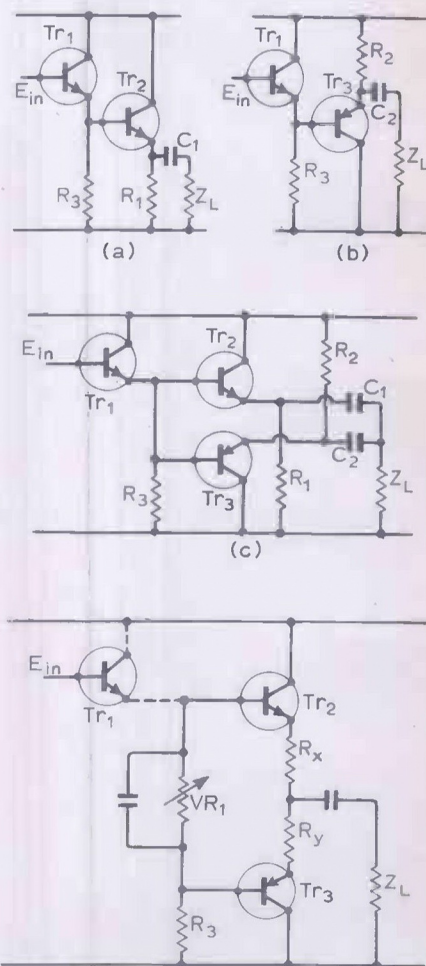 Tr1
Tr2
Ein
C1
R3
R1
ZL
(a)
Tr1
R2
Tr3
Ein
C2
R3
ZL
(b)
Tr2
R2
Ein
C1
Tr1
C2
R3
Tr3
R1
ZL
(c)
Ein
Tr1
Tr2
Rx
VR1
Ry
Tr3
ZL
R3